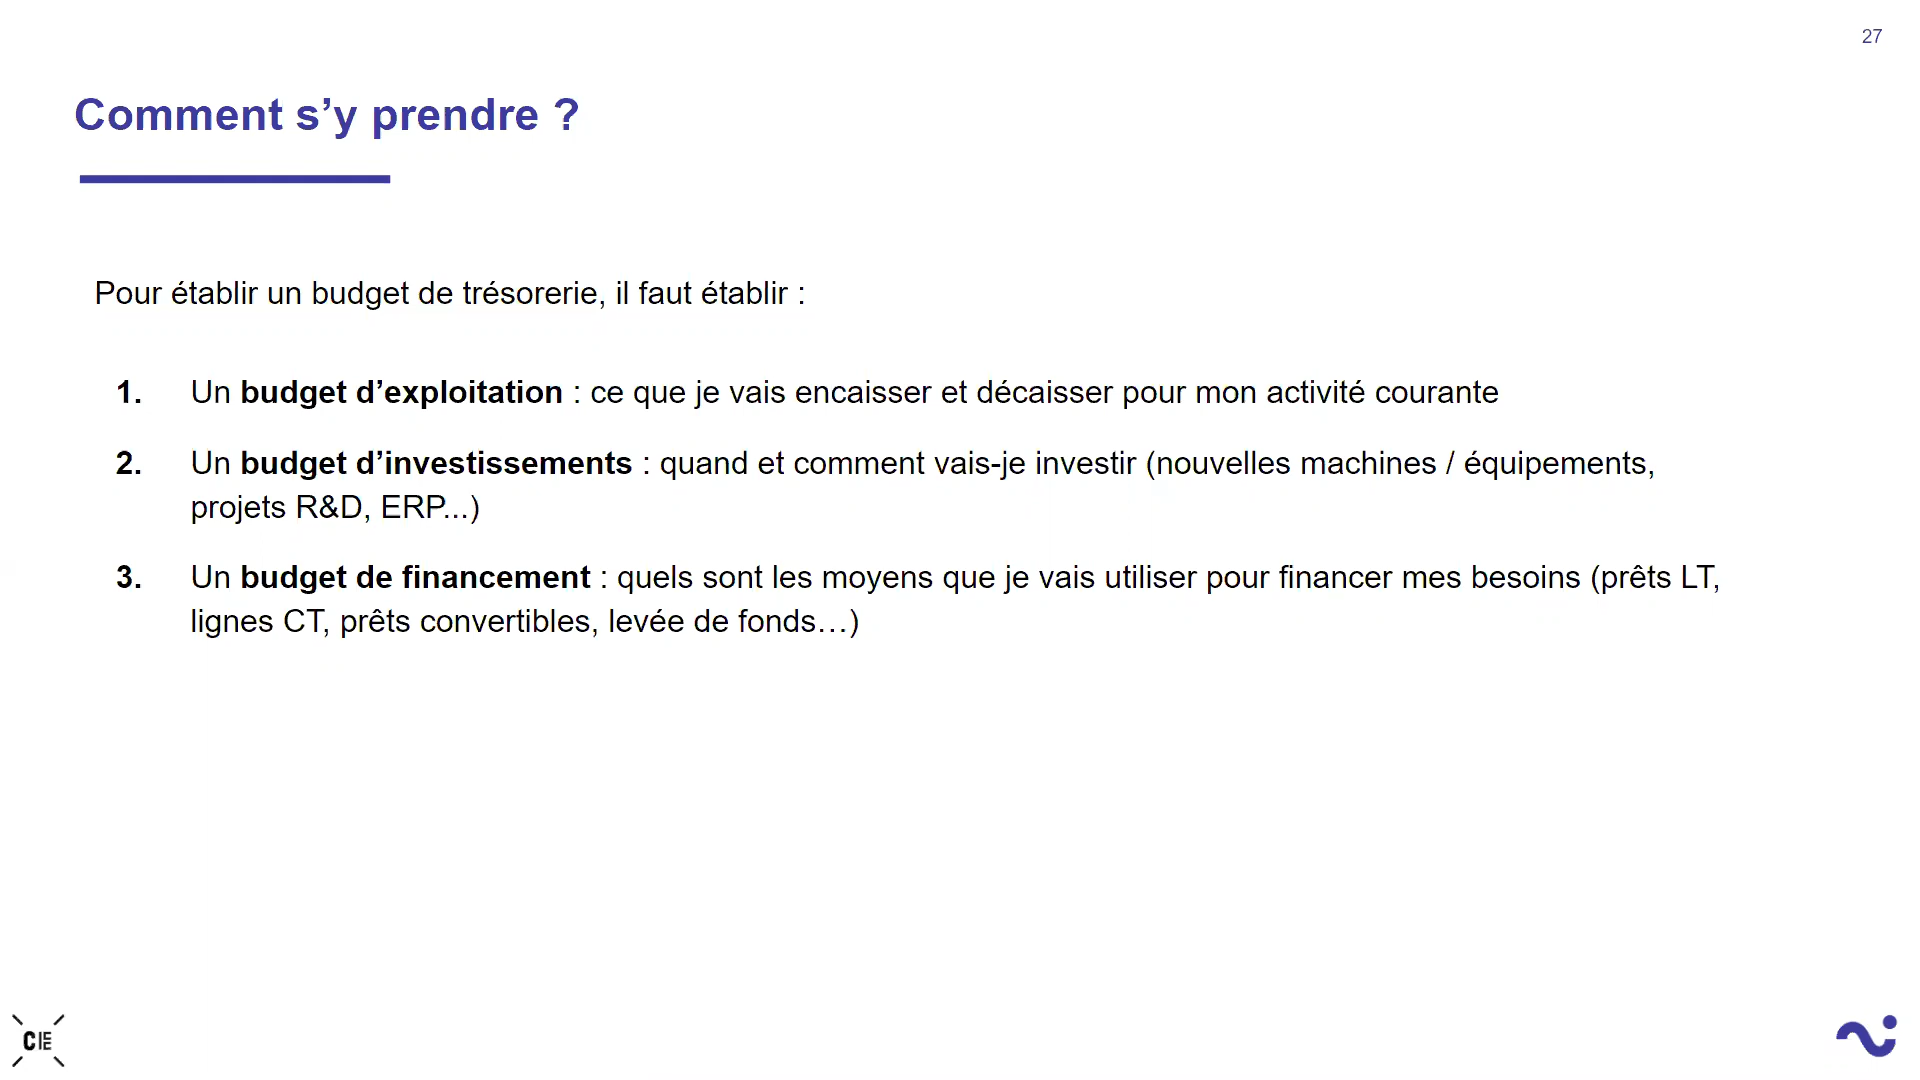 27
Comment s’y prendre ?
Pour établir un budget de trésorerie, il faut établir :
1. Un budget d’exploitation : ce que je vais encaisser et décaisser pour mon activité courante
2. Un budget d’investissements : quand et comment vais-je investir (nouvelles machines / équipements,
projets R&D, ERP...)
3. Un budget de financement : quels sont les moyens que je vais utiliser pour financer mes besoins (prêts LT,
lignes CT, prêts convertibles, levée de fonds…)
CIE